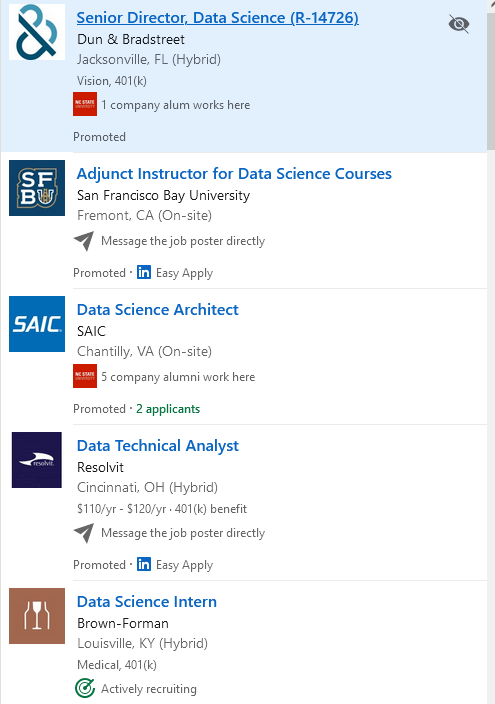 Senior Director, Data Science (R-14726)
Dun & Bradstreet
Jacksonville, FL (Hybrid)
Vision, 401(k)
NC STATE UNIVERSITY 1 company alum works here
Promoted
SF BU
Adjunct Instructor for Data Science Courses
San Francisco Bay University
Fremont, CA (On-site)
Message the job poster directly
Promoted · in Easy Apply
SAIC
Data Science Architect
SAIC
Chantilly, VA (On-site)
NC STATE UNIVERSITY 5 company alumni work here
Promoted · 2 applicants
resolvit.
Data Technical Analyst
Resolvit
Cincinnati, OH (Hybrid)
$110/yr - $120/yr · 401(k) benefit
Message the job poster directly
Promoted · in Easy Apply
Data Science Intern
Brown-Forman
Louisville, KY (Hybrid)
Medical, 401(k)
Actively recruiting